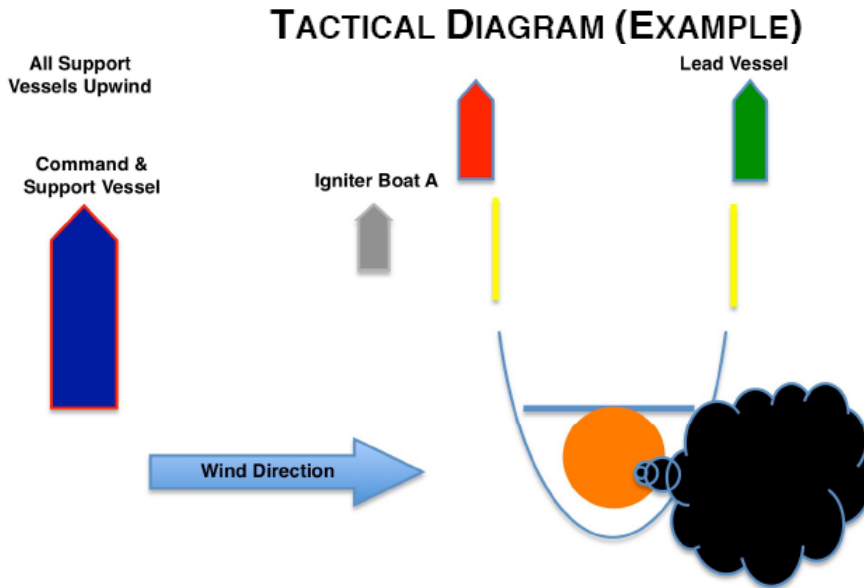 TACTICAL DIAGRAM (EXAMPLE)
All Support
Vessels Upwind
Lead Vessel
Command &
Support Vessel
Igniter Boat A
Wind Direction